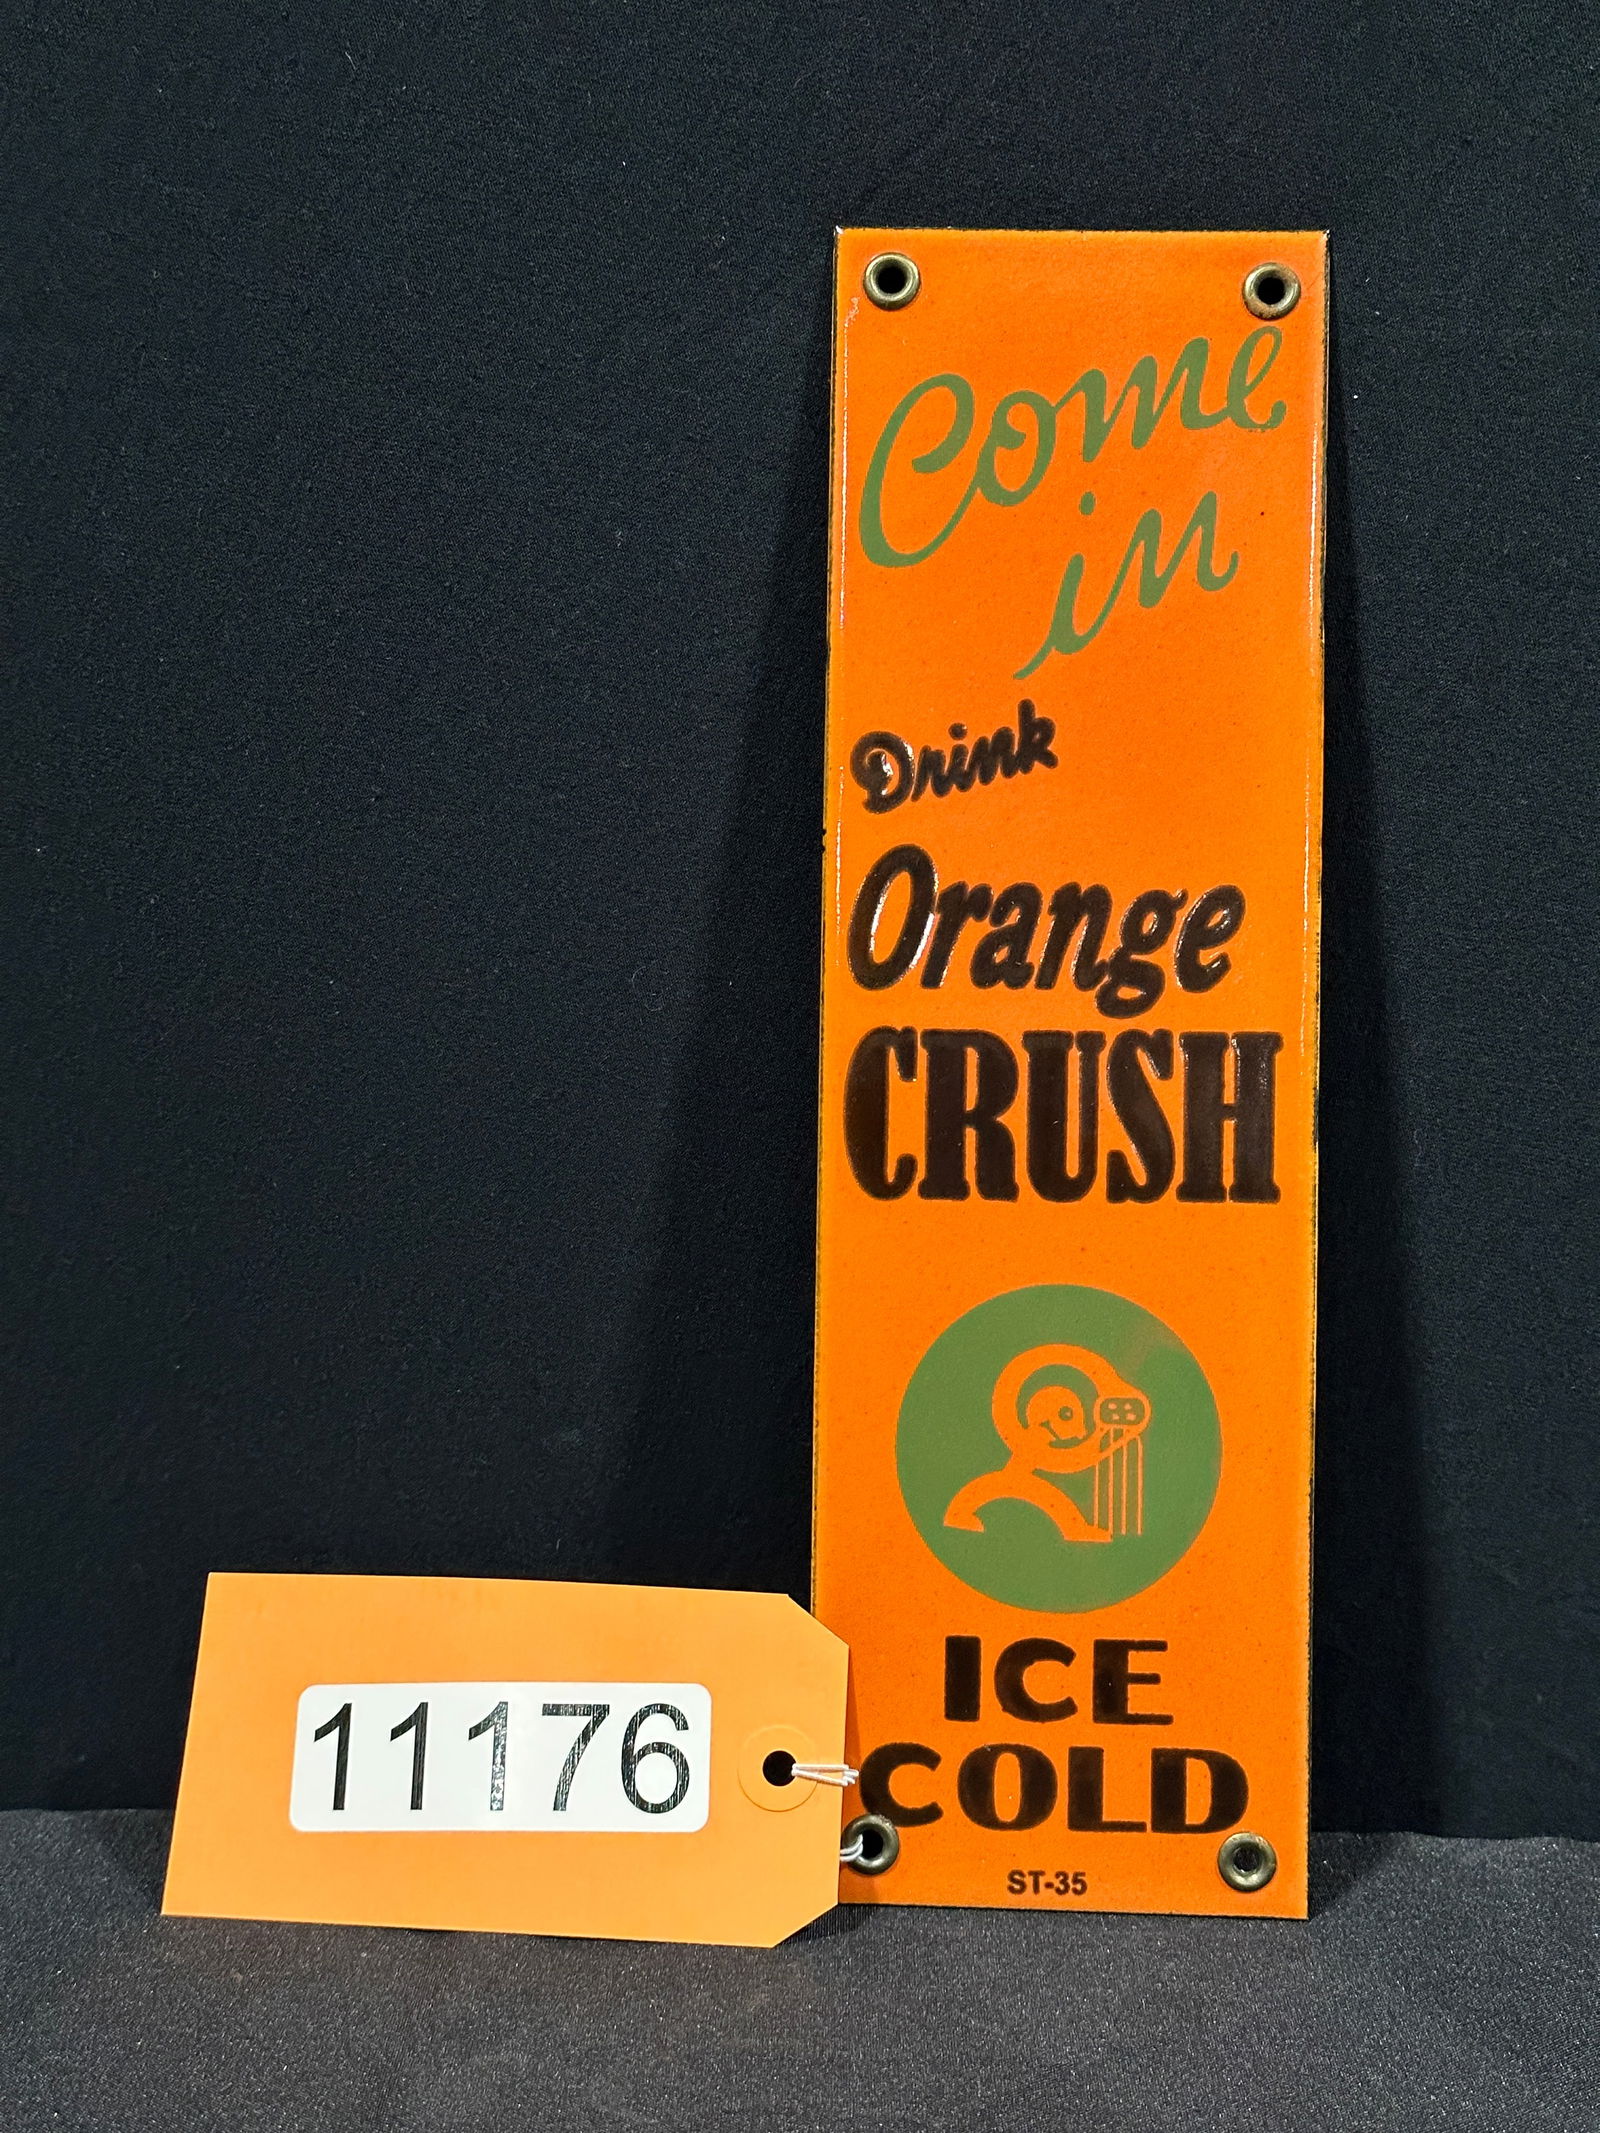 Come
in
Drink
Orange
CRUSH
ICE
COLD
ST-35
11176